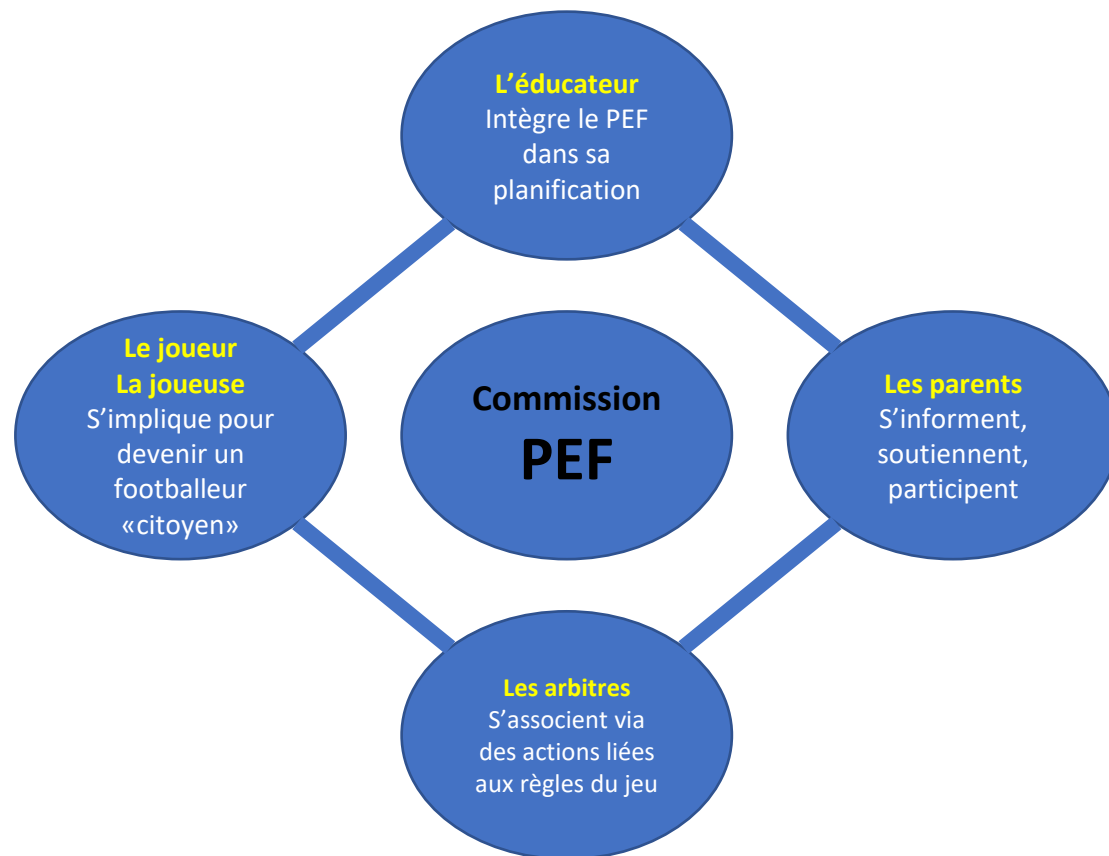 L’éducateur
Intègre le PEF
dans sa
planification
Le joueur
La joueuse
S’implique pour
devenir un
footballeur
«citoyen»
Commission
PEF
Les parents
S’informent,
soutiennent,
participent
Les arbitres
S’associent via
des actions liées
aux règles du jeu